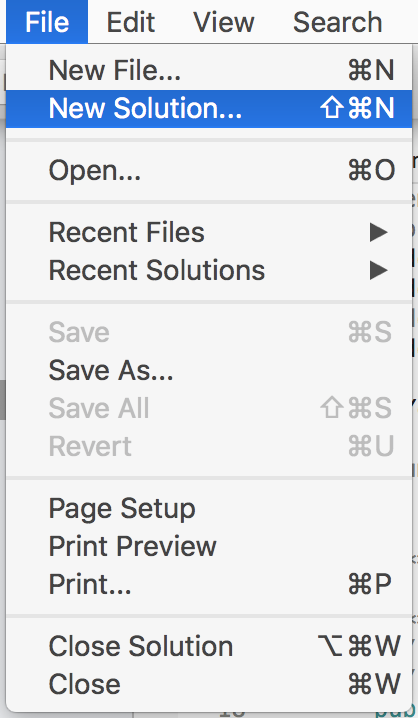 File Edit View Search
New File... ⌘N
New Solution... ⇧⌘N
Open... ⌘O
Recent Files ▶
Recent Solutions ▶
Save ⌘S
Save As...
Save All ⇧⌘S
Revert ⌘U
Page Setup
Print Preview
Print... ⌘P
Close Solution ⌥⌘W
Close ⌘W
pub